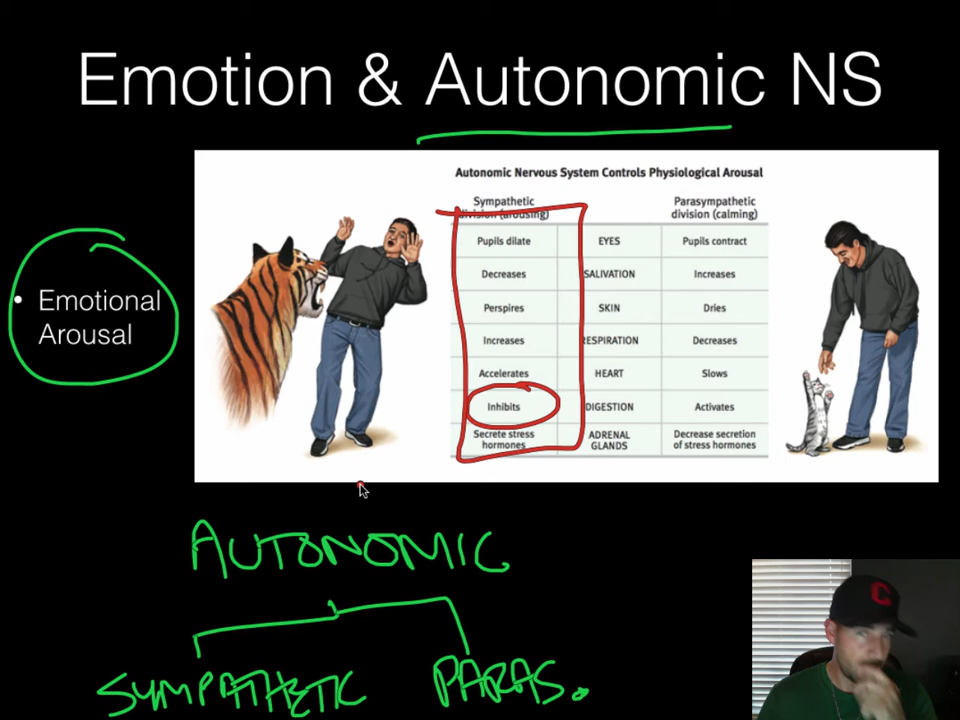 Emotion & Autonomic NS
• Emotional
Arousal
Autonomic Nervous System Controls Physiological Arousal
Sympathetic division (arousing)
Parasympathetic division (calming)
Pupils dilate EYES Pupils contract
Decreases SALIVATION Increases
Perspires SKIN Dries
Increases RESPIRATION Decreases
Accelerates HEART Slows
Inhibits DIGESTION Activates
Secrete stress hormones ADRENAL GLANDS Decrease secretion of stress hormones
AUTONOMIC
SYMPATHETIC PARAS.
C